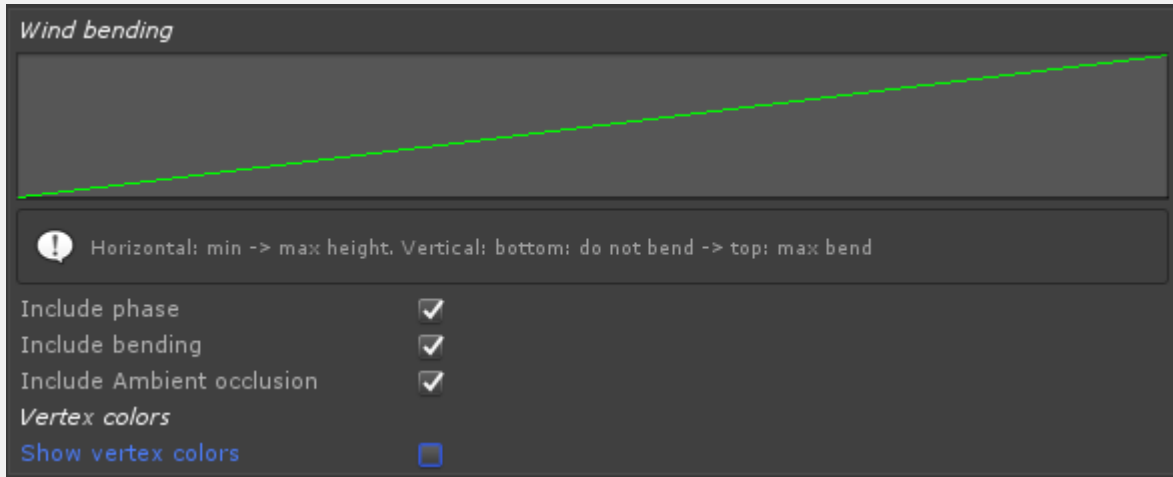 Wind bending
Horizontal: min -> max height. Vertical: bottom: do not bend -> top: max bend
Include phase
Include bending
Include Ambient occlusion
Vertex colors
Show vertex colors